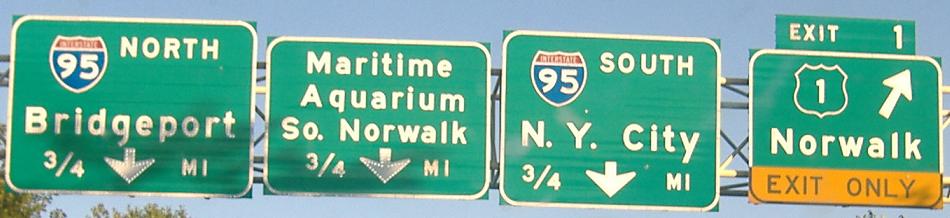 INTERSTATE
95 NORTH
Bridgeport
3/4 MI
Maritime
Aquarium
So. Norwalk
3/4 MI
INTERSTATE
95 SOUTH
N. Y. City
3/4 MI
EXIT 1
1
Norwalk
EXIT ONLY